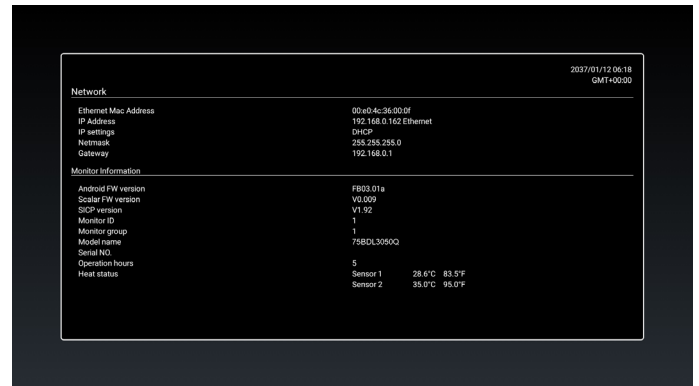 2037/01/12 06:18
GMT+00:00
Network
Ethernet Mac Address 00:e0:4c:36:00:0f
IP Address 192.168.0.162 Ethernet
IP settings DHCP
Netmask 255.255.255.0
Gateway 192.168.0.1
Monitor Information
Android FW version FB03.01a
Scalar FW version V0.009
SICP version V1.92
Monitor ID 1
Monitor group 1
Model name 75BDL3050Q
Serial NO.
Operation hours 5
Heat status Sensor 1 28.6°C 83.5°F
Sensor 2 35.0°C 95.0°F